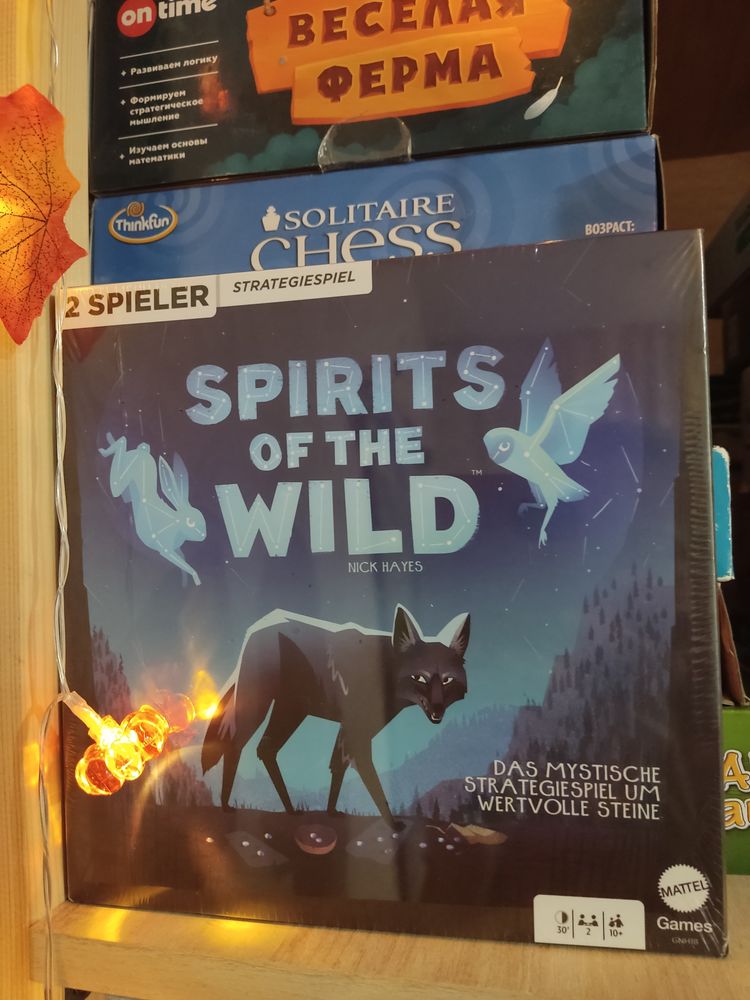 on time
ВЕСЕЛАЯ
ФЕРМА
+ Развиваем логику
+ Формируем
стратегическое
мышление
+ Изучаем основы
математики
ThinkFun
SOLITAIRE
CHESS
ВОЗРАСТ:
2 SPIELER
STRATEGIESPIEL
SPIRITS
OF THE
WILD™
NICK HAYES
DAS MYSTISCHE
STRATEGIESPIEL UM
WERTVOLLE STEINE
30'
2
10+
MATTEL
Games